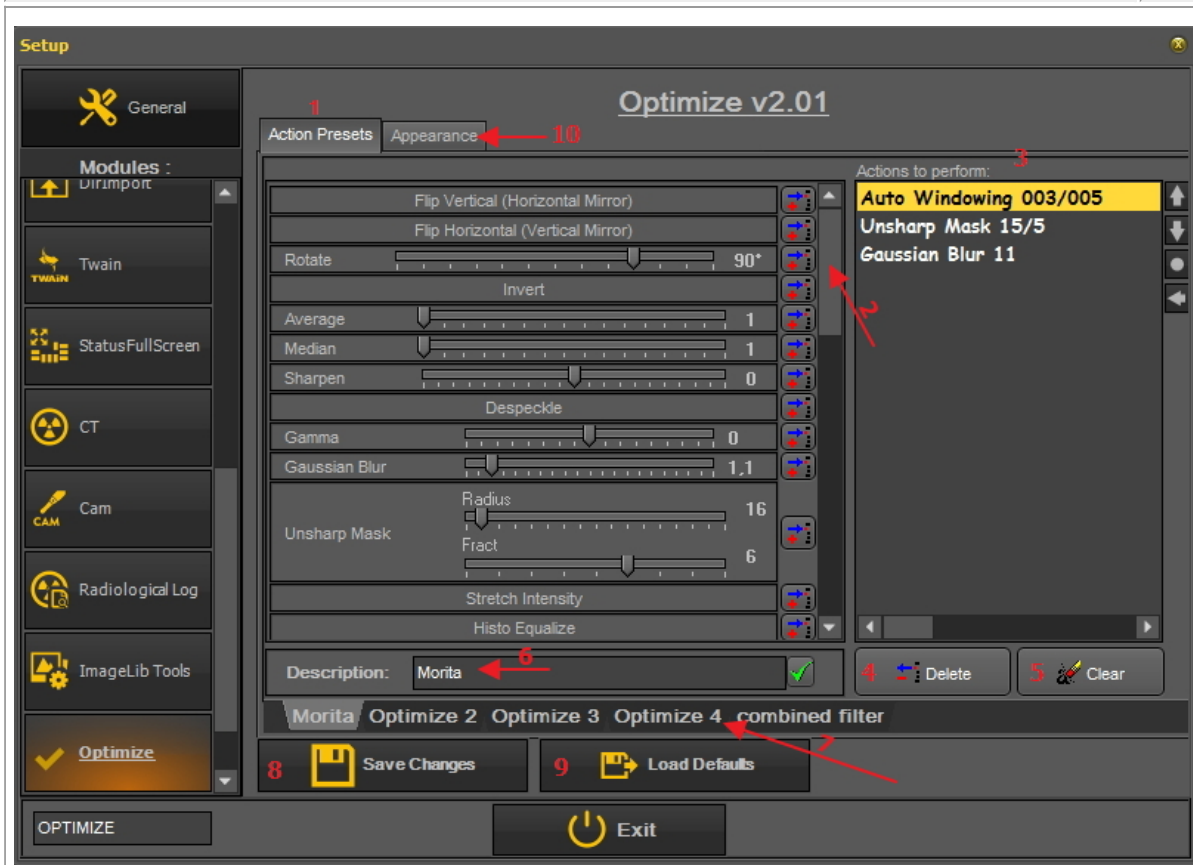 Setup
General
Modules :
DirImport
TWAIN
Twain
StatusFullScreen
CT
CAM
Cam
Radiological Log
ImageLib Tools
Optimize
OPTIMIZE
Optimize v2.01
1
Action Presets
Appearance
10
Flip Vertical (Horizontal Mirror)
Flip Horizontal (Vertical Mirror)
Rotate 90°
2
Invert
Average 1
Median 1
Sharpen 0
Despeckle
Gamma 0
Gaussian Blur 1,1
Unsharp Mask
Radius 16
Fract 6
Stretch Intensity
Histo Equalize
3
Actions to perform:
Auto Windowing 003/005
Unsharp Mask 15/5
Gaussian Blur 11
Description: Morita 6
4 Delete
5 Clear
Morita Optimize 2 Optimize 3 Optimize 4 combined filter
7
8 Save Changes
9 Load Defaults
Exit